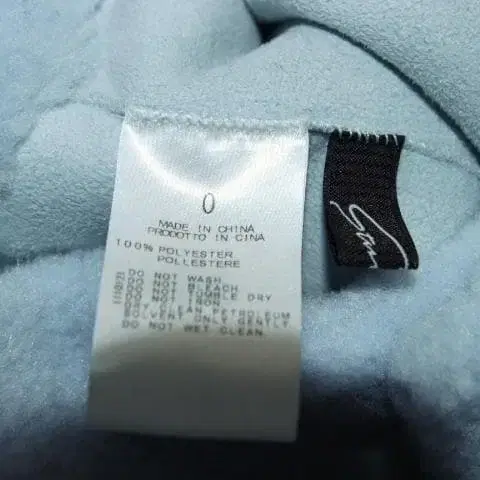 0
MADE IN CHINA
PRODOTTO IN CINA
100% POLYESTER
POLLESTERE
DO NOT WASH
DO NOT BLEACH
DO NOT TUMBLE DRY
DO NOT IRON
DRY CLEAN PETROLEUM
SOLVENT ONLY GENTLY
DO NOT WET CLEAN